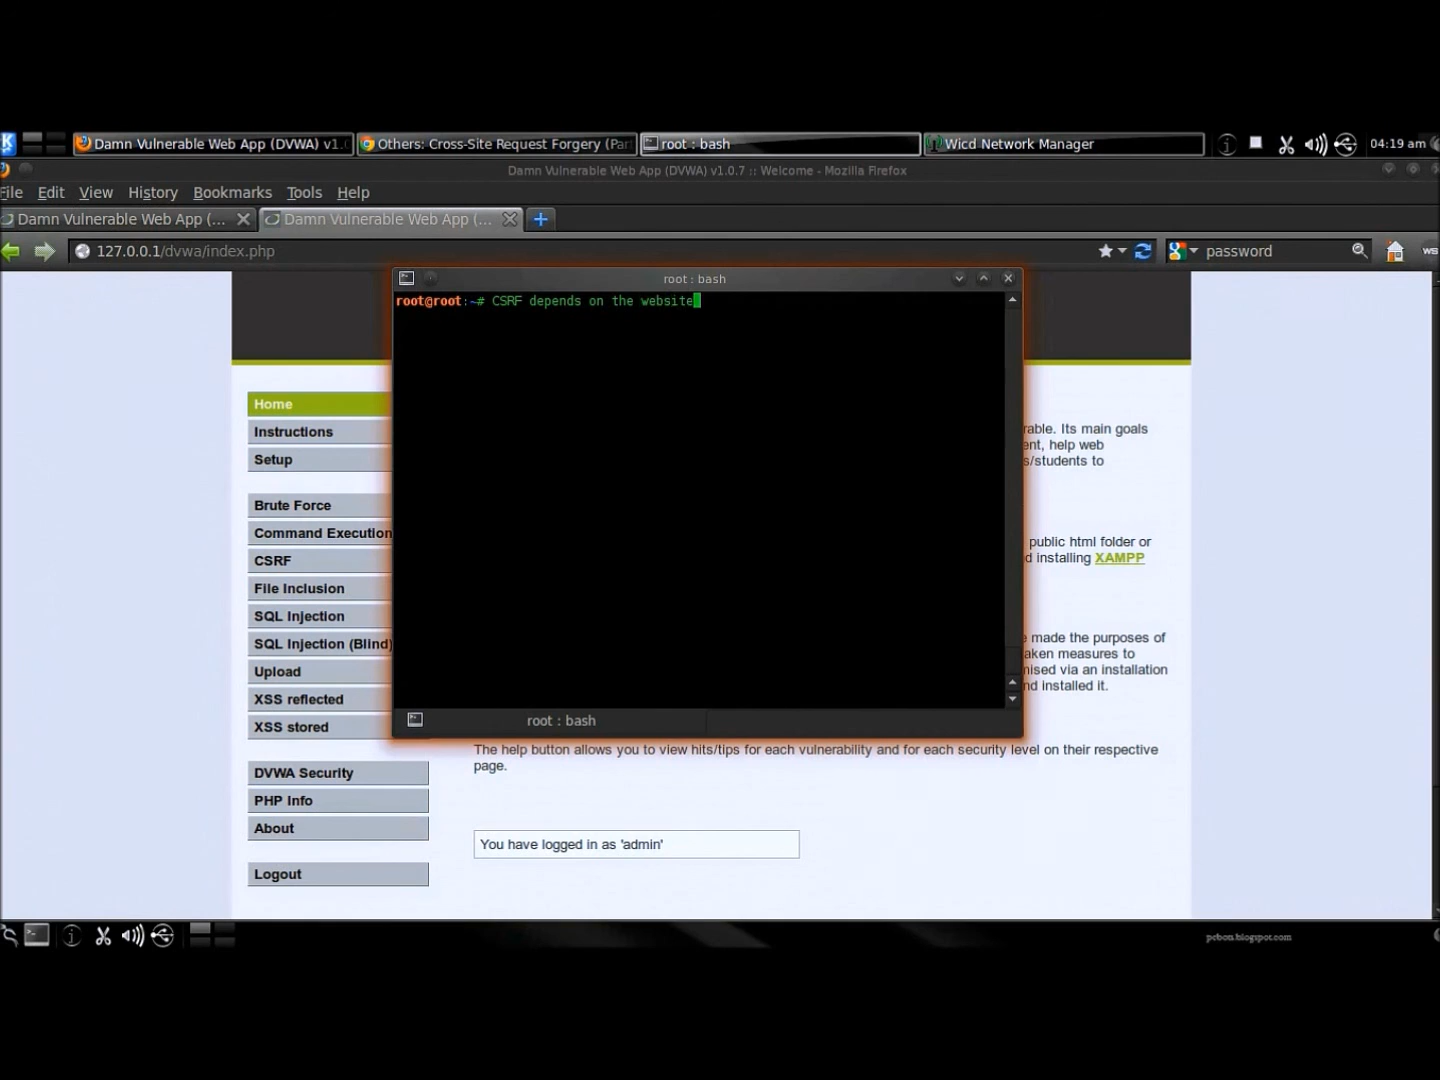 Damn Vulnerable Web App (DVWA) v1.0
Others: Cross-Site Request Forgery (Par
root : bash
Wicd Network Manager
04:19 am
Damn Vulnerable Web App (DVWA) v1.0.7 :: Welcome - Mozilla Firefox
File Edit View History Bookmarks Tools Help
Damn Vulnerable Web App (...
Damn Vulnerable Web App (...
127.0.0.1/dvwa/index.php
password
ws
root : bash
root@root:~# CSRF depends on the website
Home
Instructions
Setup
Brute Force
Command Execution
CSRF
File Inclusion
SQL Injection
SQL Injection (Blind)
Upload
XSS reflected
XSS stored
DVWA Security
PHP Info
About
Logout
rable. Its main goals
ent, help web
s/students to
public html folder or
d installing XAMPP
e made the purposes of
aken measures to
mised via an installation
nd installed it.
root : bash
The help button allows you to view hits/tips for each vulnerability and for each security level on their respective
page.
You have logged in as 'admin'
pcbon.blogspot.com